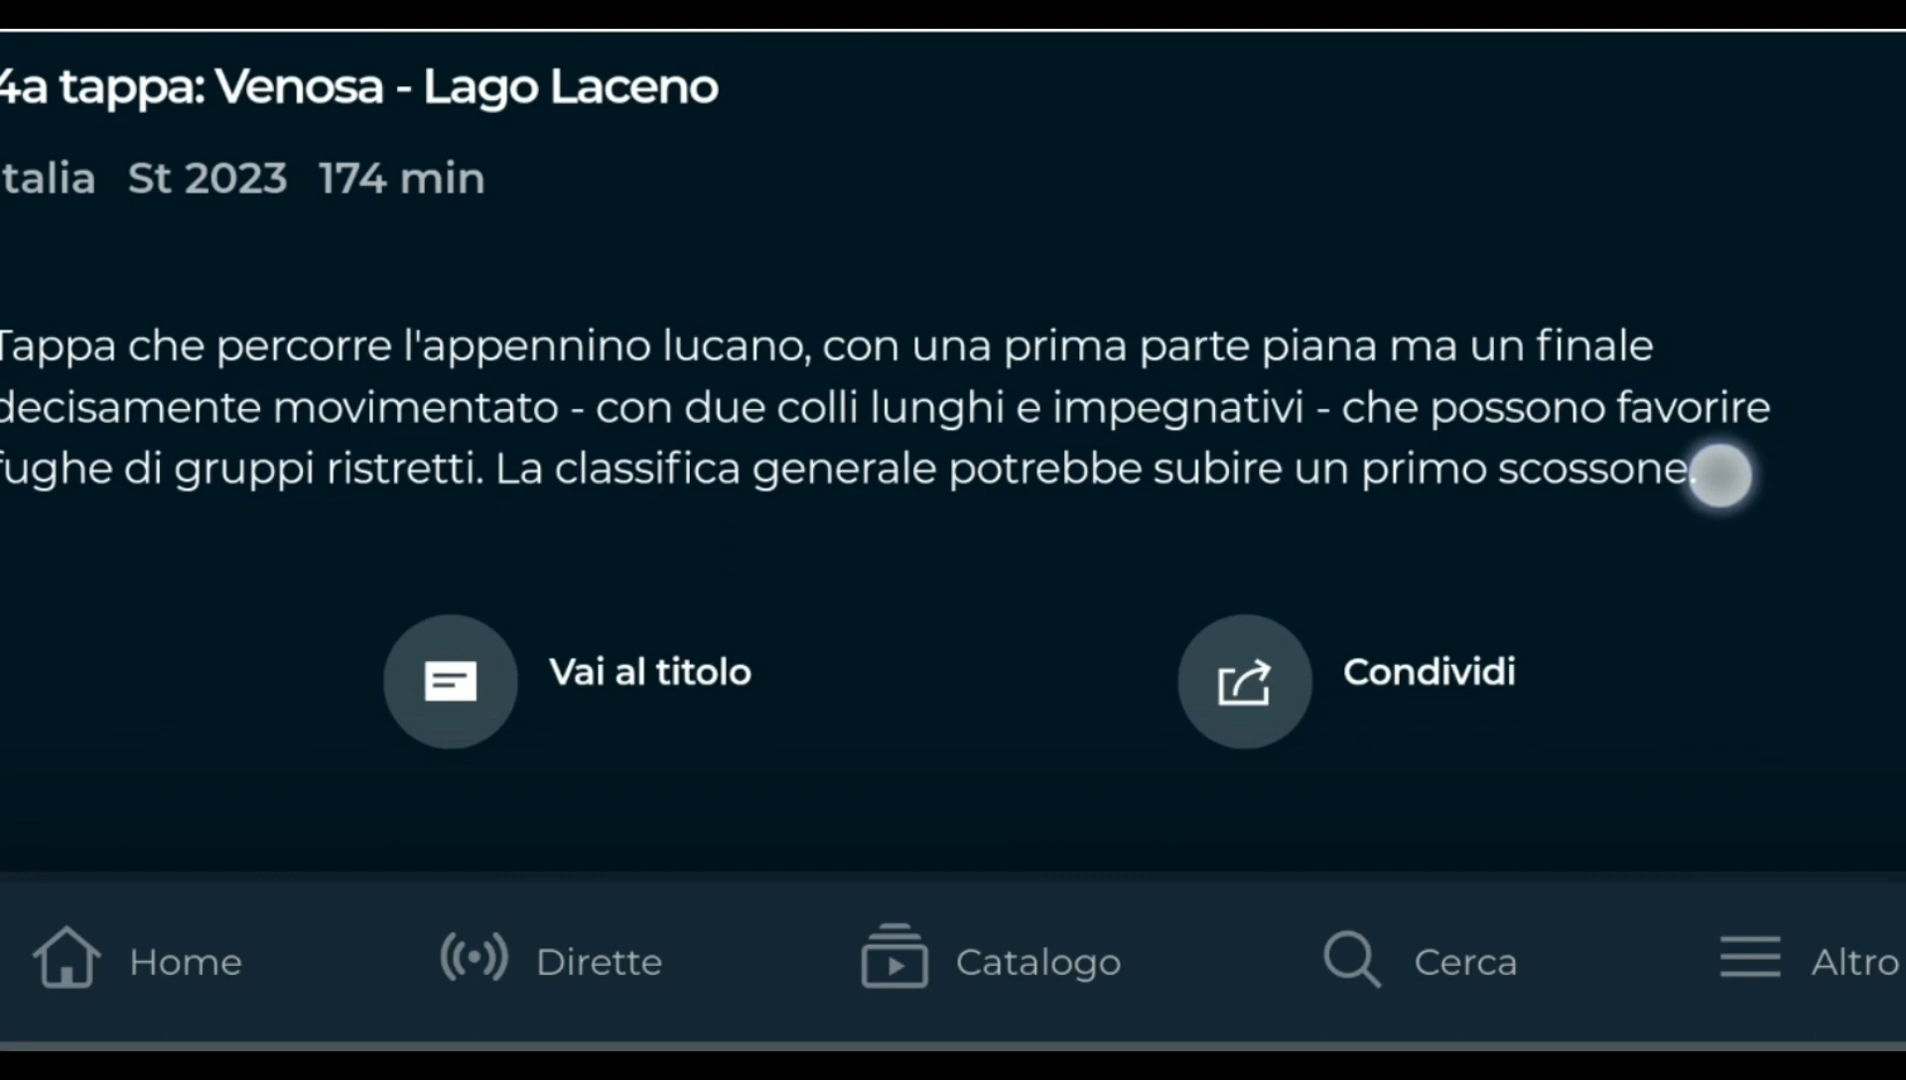 4a tappa: Venosa - Lago Laceno
talia St 2023 174 min
Tappa che percorre l'appennino lucano, con una prima parte piana ma un finale
decisamente movimentato - con due colli lunghi e impegnativi - che possono favorire
fughe di gruppi ristretti. La classifica generale potrebbe subire un primo scossone.
Vai al titolo
Condividi
Home
Dirette
Catalogo
Cerca
Altro